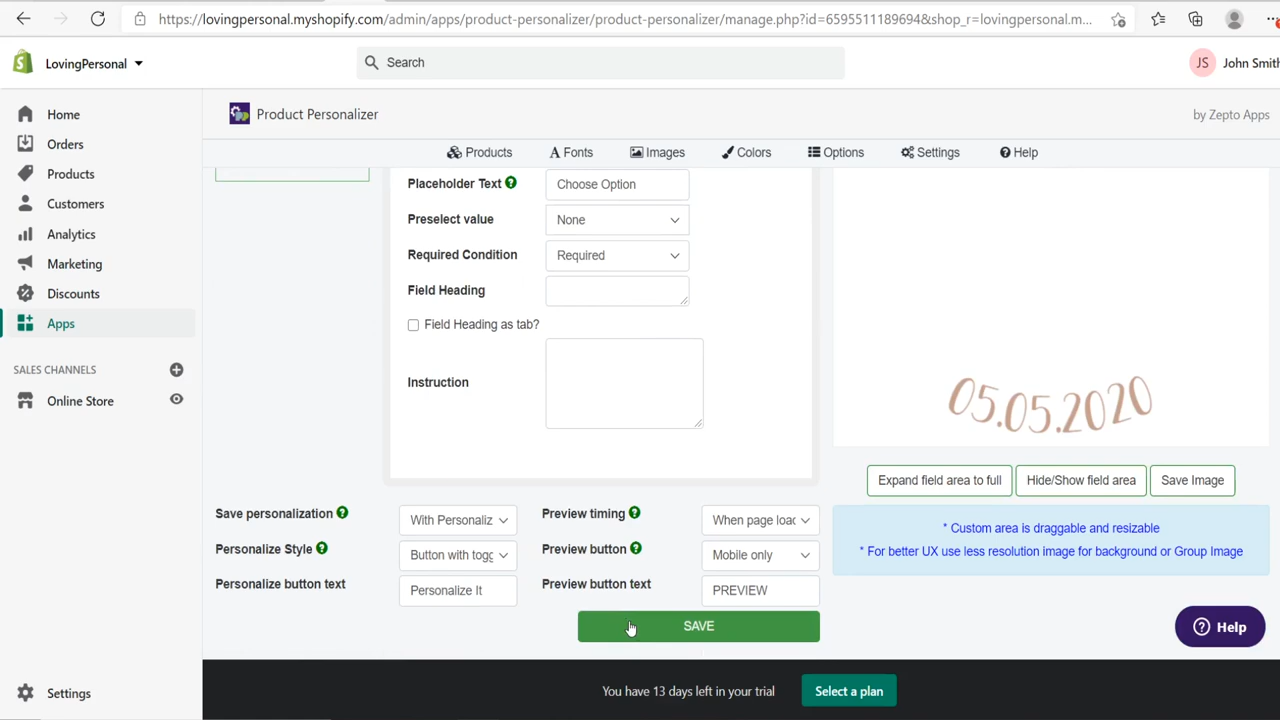 https://lovingpersonal.myshopify.com/admin/apps/product-personalizer/product-personalizer/manage.php?id=6595511189694&shop_r=lovingpersonal.m...
LovingPersonal
Search
JS John Smith
Home
Orders
Products
Customers
Analytics
Marketing
Discounts
Apps
SALES CHANNELS
Online Store
Settings
Product Personalizer
by Zepto Apps
Products Fonts Images Colors Options Settings Help
Placeholder Text Choose Option
Preselect value None
Required Condition Required
Field Heading
Field Heading as tab?
Instruction
05.05.2020
Expand field area to full Hide/Show field area Save Image
* Custom area is draggable and resizable
* For better UX use less resolution image for background or Group Image
Save personalization With Personaliz Preview timing When page loac
Personalize Style Button with togg Preview button Mobile only
Personalize button text Personalize It Preview button text PREVIEW
SAVE
Help
You have 13 days left in your trial Select a plan